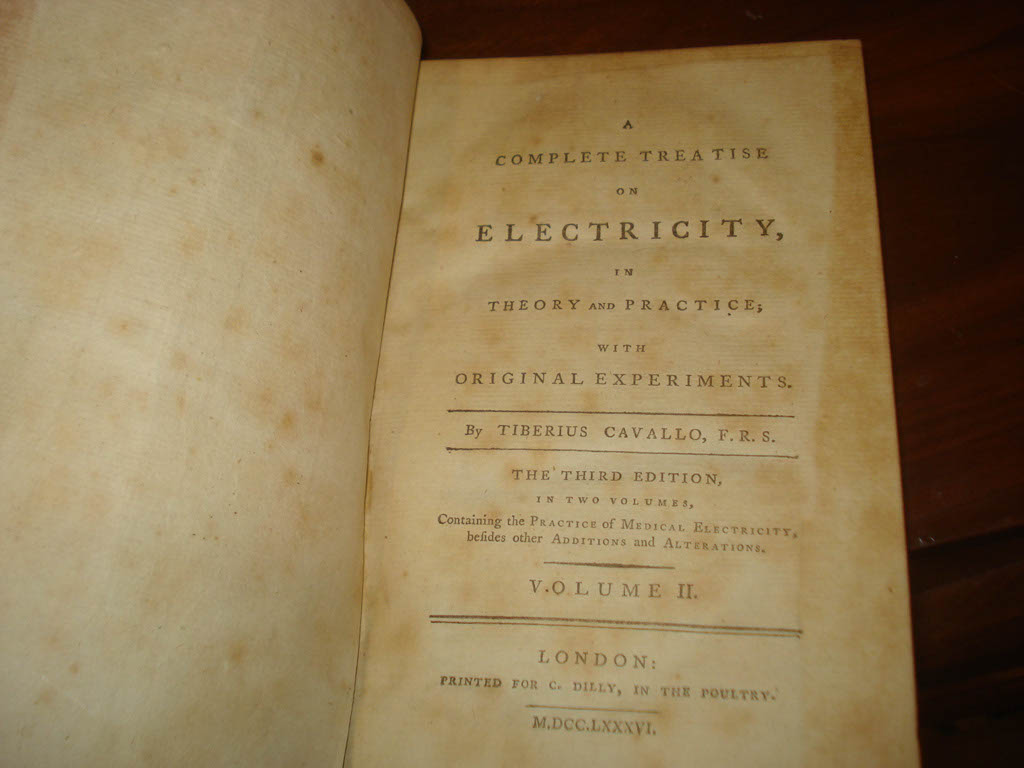 A
COMPLETE TREATISE
ON
ELECTRICITY,
IN
THEORY AND PRACTICE;
WITH
ORIGINAL EXPERIMENTS.
By TIBERIUS CAVALLO, F. R. S.
THE THIRD EDITION,
IN TWO VOLUMES,
Containing the PRACTICE of MEDICAL ELECTRICITY,
beſides other ADDITIONS and ALTERATIONS.
VOLUME II.
LONDON:
PRINTED FOR C. DILLY, IN THE POULTRY.
M.DCC.LXXXVI.